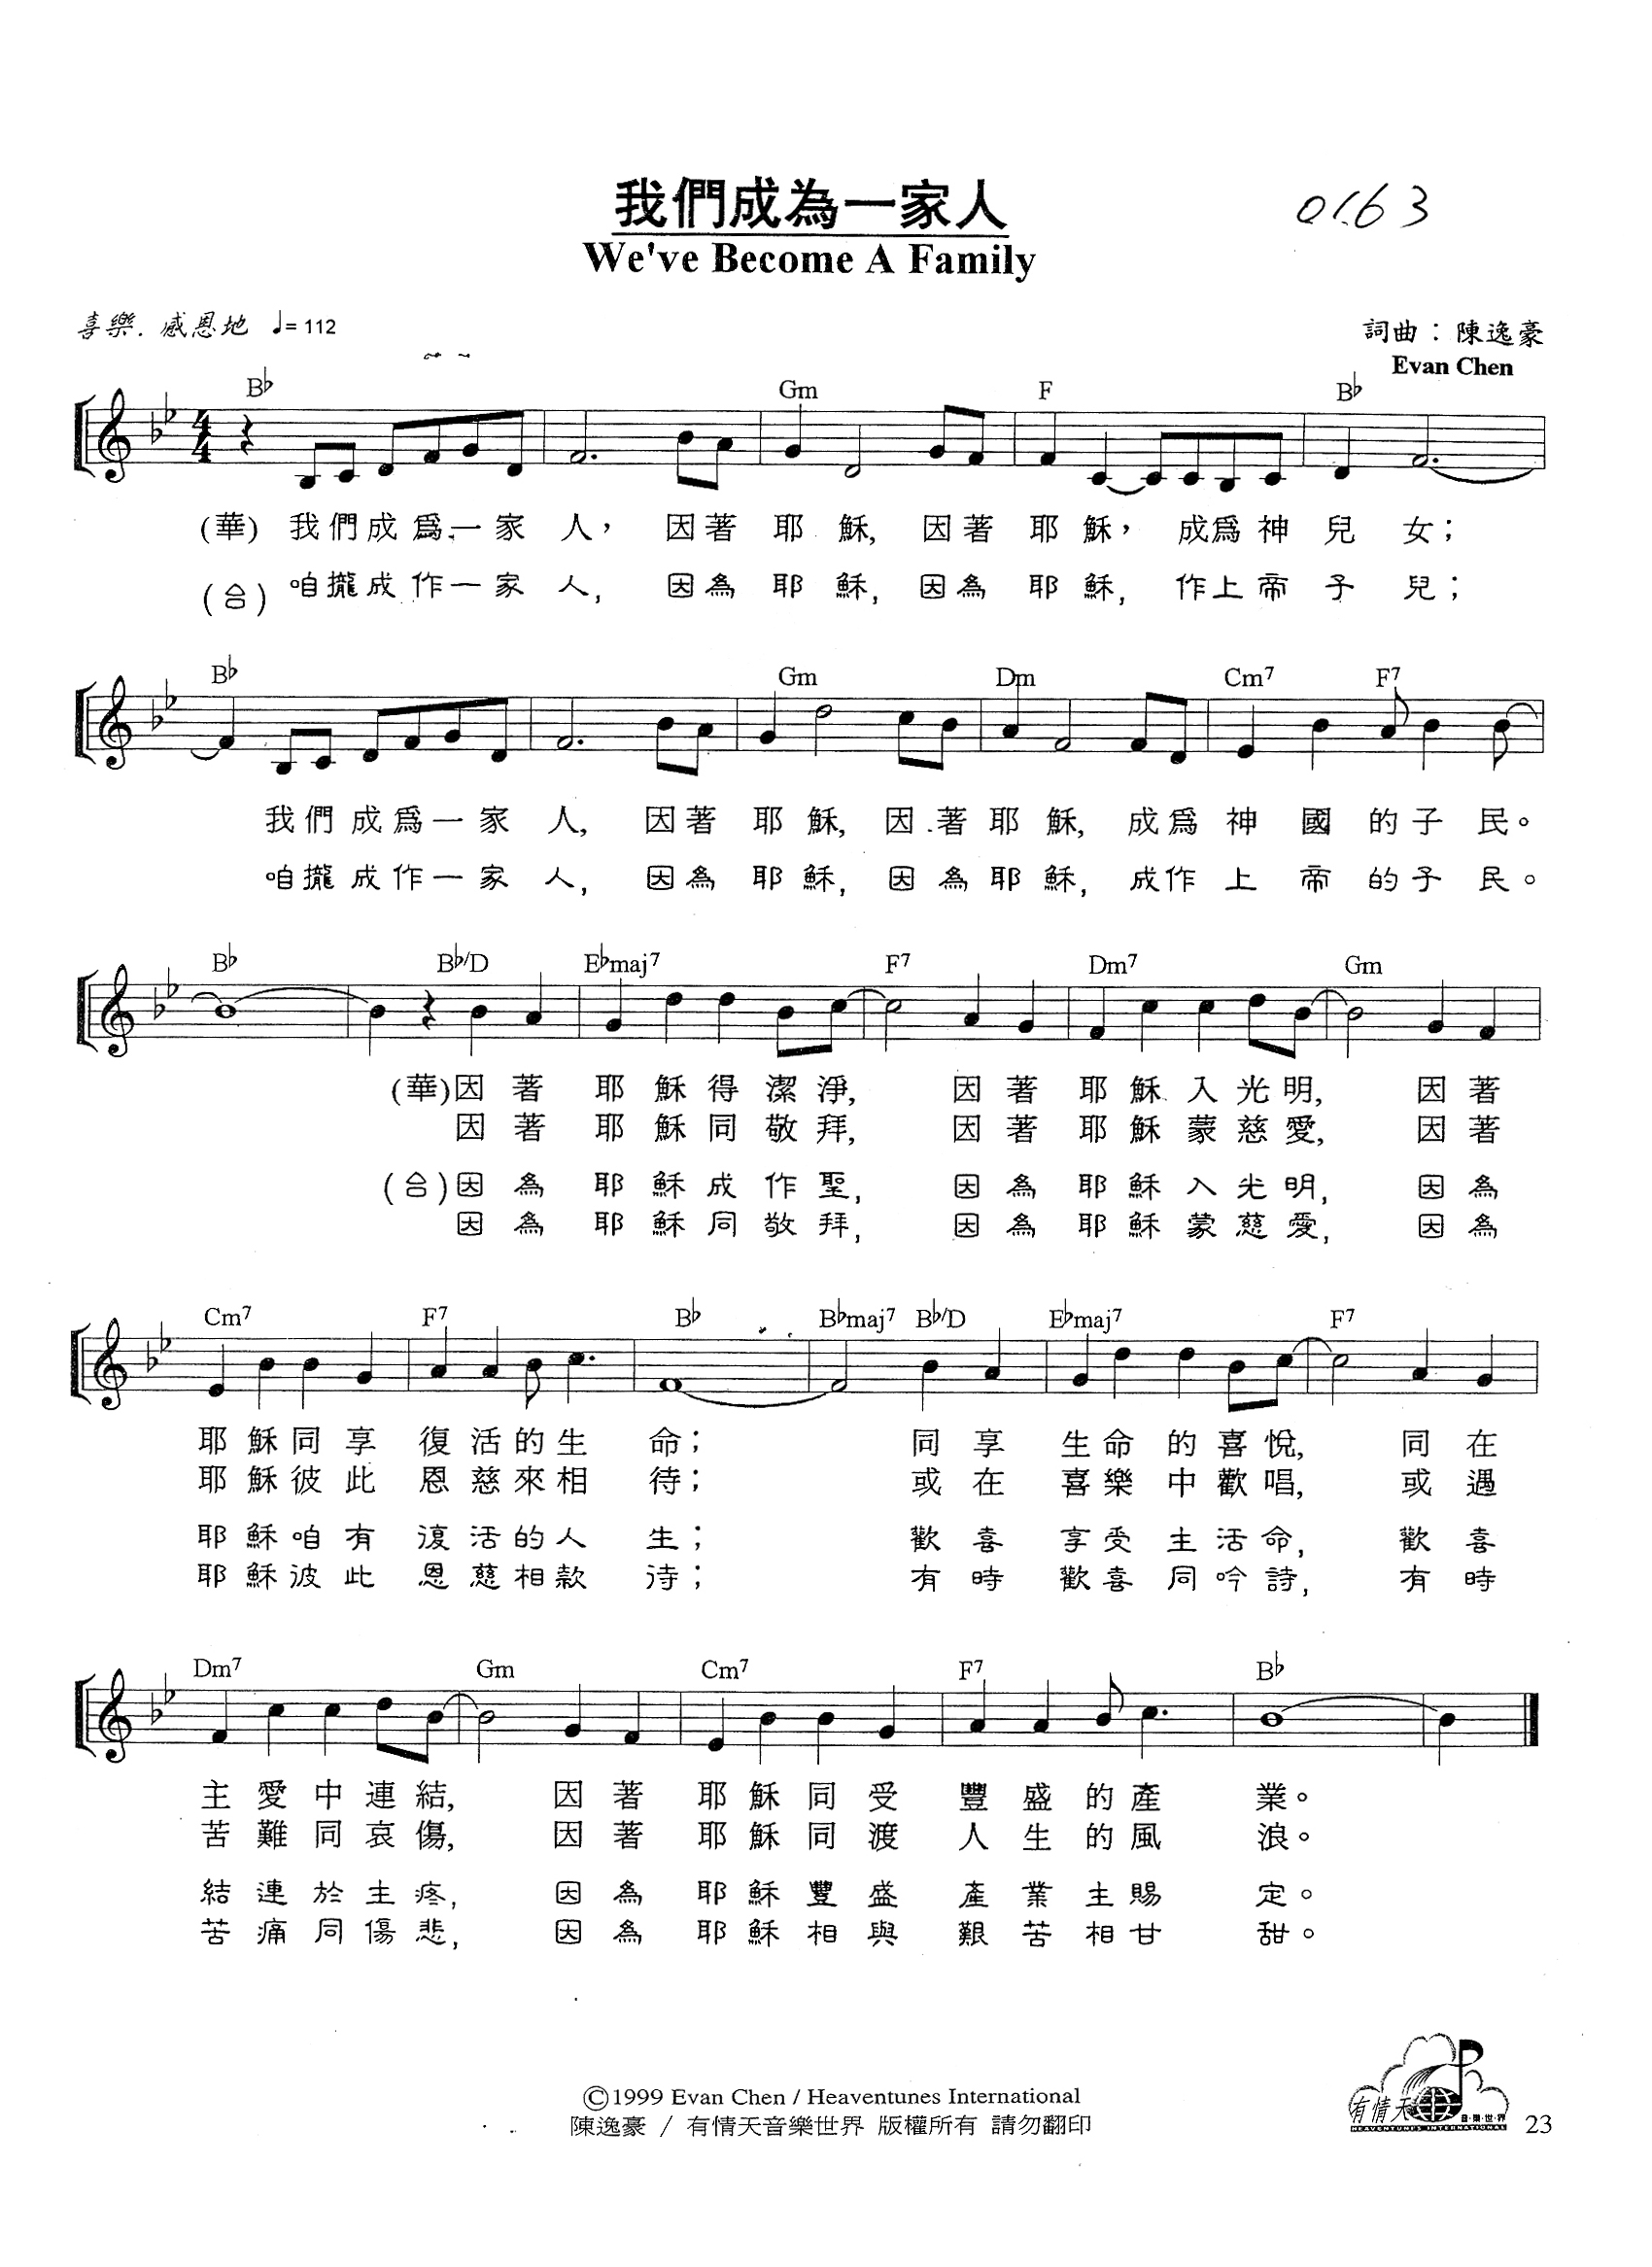 我們成為一家人
0163
We've Become A Family
喜樂. 感恩地 ♩= 112
詞曲：陳逸豪
Evan Chen
B♭ Gm F B♭
4/4
(華) 我們成爲一家人， 因著耶穌, 因著耶穌， 成爲神兒女；
(台) 咱攏成作一家人, 因為耶穌, 因為耶穌, 作上帝子兒；
B♭ Gm Dm Cm7 F7
我們成爲一家人, 因著耶穌, 因著耶穌, 成爲神國的子民。
咱攏成作一家人, 因為耶穌, 因為耶穌, 成作上帝的子民。
B♭ B♭/D E♭maj7 F7 Dm7 Gm
(華)因著耶穌得潔淨, 因著耶穌入光明, 因著
因著耶穌同敬拜, 因著耶穌蒙慈愛, 因著
(台)因為耶穌成作聖, 因為耶穌入光明, 因為
因為耶穌同敬拜, 因為耶穌蒙慈愛, 因為
Cm7 F7 B♭ B♭maj7 B♭/D E♭maj7 F7
耶穌同享復活的生命； 同享生命的喜悅, 同在
耶穌彼此恩慈來相待； 或在喜樂中歡唱, 或遇
耶穌咱有復活的人生； 歡喜享受主活命, 歡喜
耶穌彼此恩慈相款待； 有時歡喜同吟詩, 有時
Dm7 Gm Cm7 F7 B♭
主愛中連結, 因著耶穌同受豐盛的產業。
苦難同哀傷, 因著耶穌同渡人生的風浪。
結連於主疼, 因為耶穌豐盛產業主賜定。
苦痛同傷悲, 因為耶穌相與艱苦相甘甜。
©1999 Evan Chen / Heaventunes International
陳逸豪 / 有情天音樂世界 版權所有 請勿翻印
有情天
音·樂·世·界
HEAVENTUNES INTERNATIONAL
23